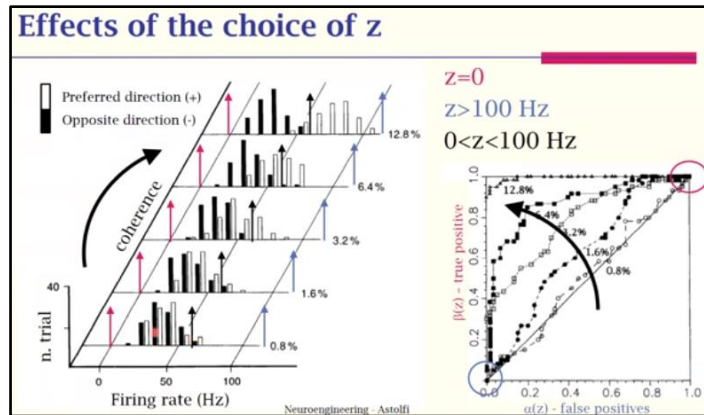 Effects of the choice of z
Preferred direction (+)
Opposite direction (-)
coherence
12.8%
6.4%
3.2%
1.6%
0.8%
40
n. trial
0
50
100
Firing rate (Hz)
z=0
z>100 Hz
0<z<100 Hz
1.0
0.8
0.6
0.4
0.2
0
β(z) - true positive
12.8%
6.4%
3.2%
1.6%
0.8%
0 0.2 0.4 0.6 0.8 1.0
α(z) - false positives
Neuroengineering - Astolfi